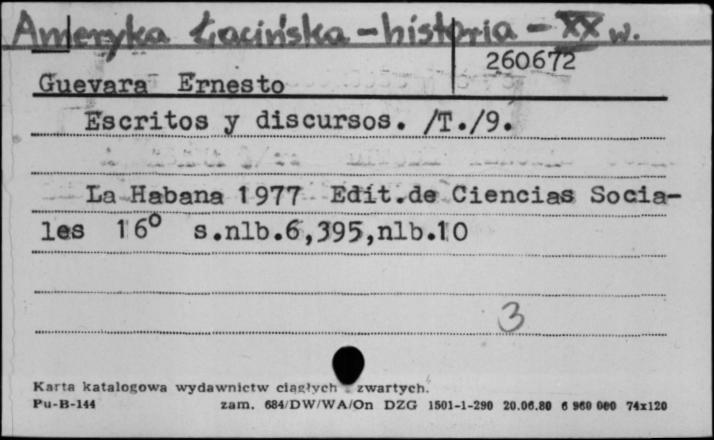 Ameryka Łacińska - historia - XX w.
260672
Guevara Ernesto
Escritos y discursos. /T./9.
La Habana 1977 Edit.de Ciencias Socia-
les 16° s.nlb.6,395,nlb.10
3
Karta katalogowa wydawnictw ciągłych i zwartych.
Pu-B-144 zam. 684/DW/WA/On DZG 1501-1-290 20.06.80 6 960 000 74x120